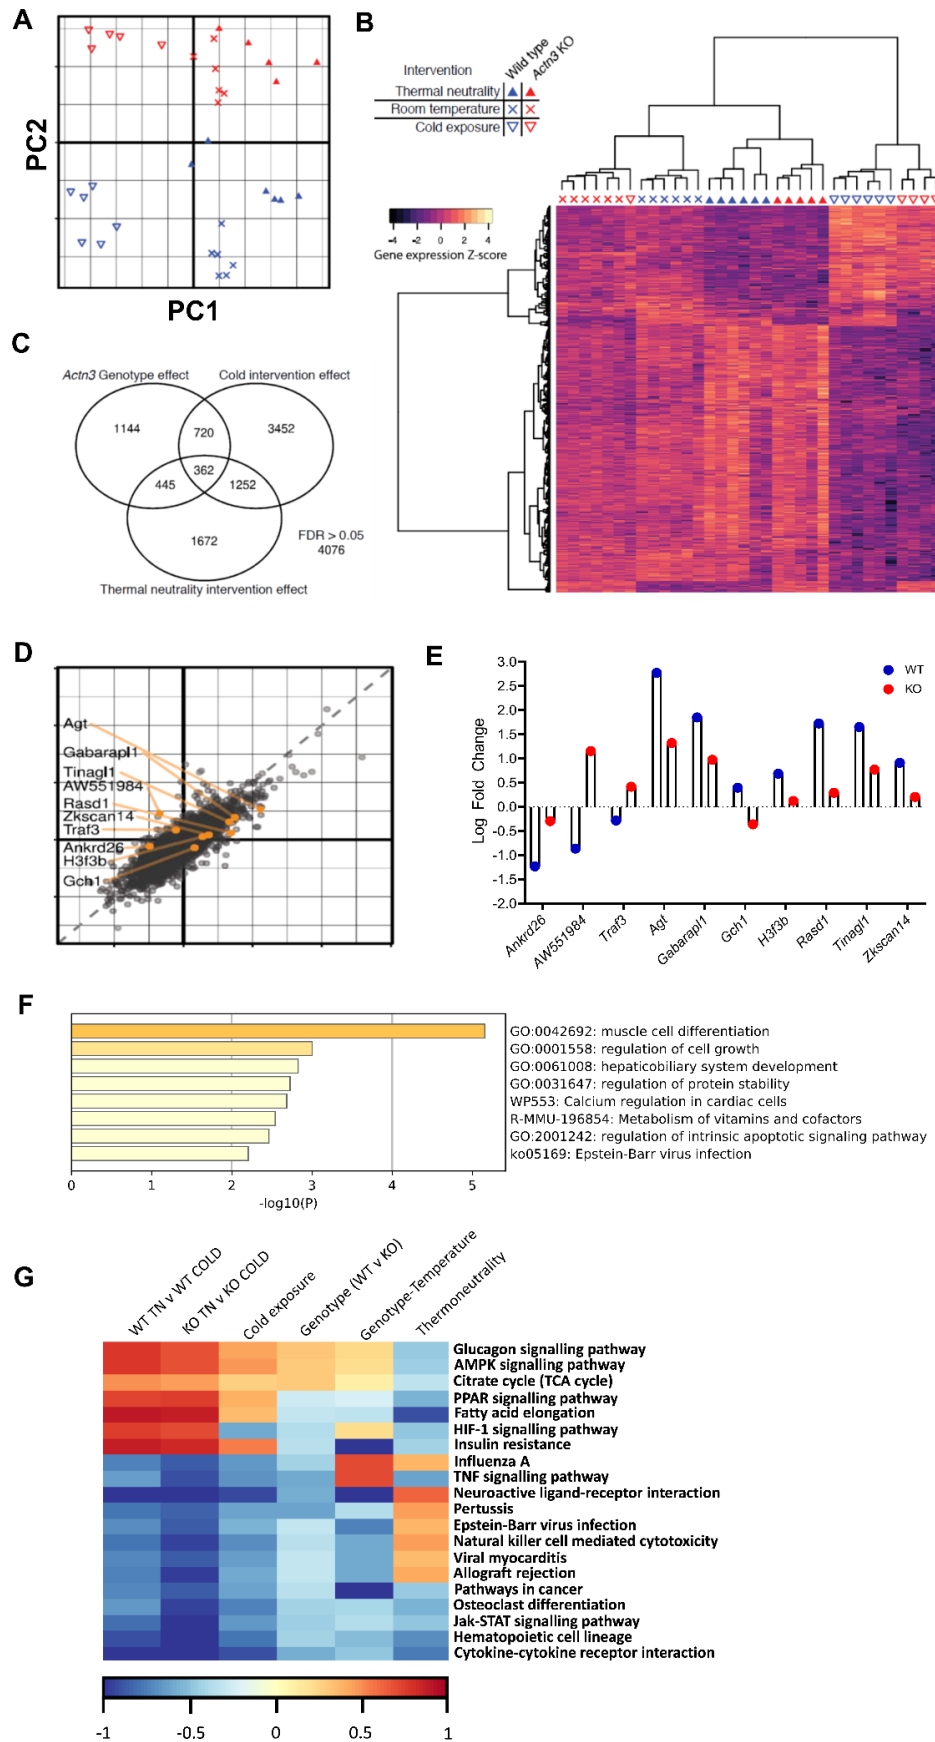 A
PC2
PC1
B
Intervention
Wild type
Actn3 KO
Thermal neutrality
Room temperature
Cold exposure
-4 -2 0 2 4
Gene expression Z-score
C
Actn3 Genotype effect
Cold intervention effect
1144
720
3452
362
445
1252
1672
FDR > 0.05
4076
Thermal neutrality intervention effect
D
Agt
Gabarapl1
Tinagl1
AW551984
Rasd1
Zkscan14
Traf3
Ankrd26
H3f3b
Gch1
E
Log Fold Change
3.0
2.5
2.0
1.5
1.0
0.5
0.0
-0.5
-1.0
-1.5
-2.0
WT
KO
Ankrd26
AW551984
Traf3
Agt
Gabarapl1
Gch1
H3f3b
Rasd1
Tinagl1
Zkscan14
F
GO:0042692: muscle cell differentiation
GO:0001558: regulation of cell growth
GO:0061008: hepaticobiliary system development
GO:0031647: regulation of protein stability
WP553: Calcium regulation in cardiac cells
R-MMU-196854: Metabolism of vitamins and cofactors
GO:2001242: regulation of intrinsic apoptotic signaling pathway
ko05169: Epstein-Barr virus infection
0 1 2 3 4 5
-log10(P)
G
WT TN v WT COLD
KO TN v KO COLD
Cold exposure
Genotype (WT v KO)
Genotype-Temperature
Thermoneutrality
Glucagon signalling pathway
AMPK signalling pathway
Citrate cycle (TCA cycle)
PPAR signalling pathway
Fatty acid elongation
HIF-1 signalling pathway
Insulin resistance
Influenza A
TNF signalling pathway
Neuroactive ligand-receptor interaction
Pertussis
Epstein-Barr virus infection
Natural killer cell mediated cytotoxicity
Viral myocarditis
Allograft rejection
Pathways in cancer
Osteoclast differentiation
Jak-STAT signalling pathway
Hematopoietic cell lineage
Cytokine-cytokine receptor interaction
-1 -0.5 0 0.5 1